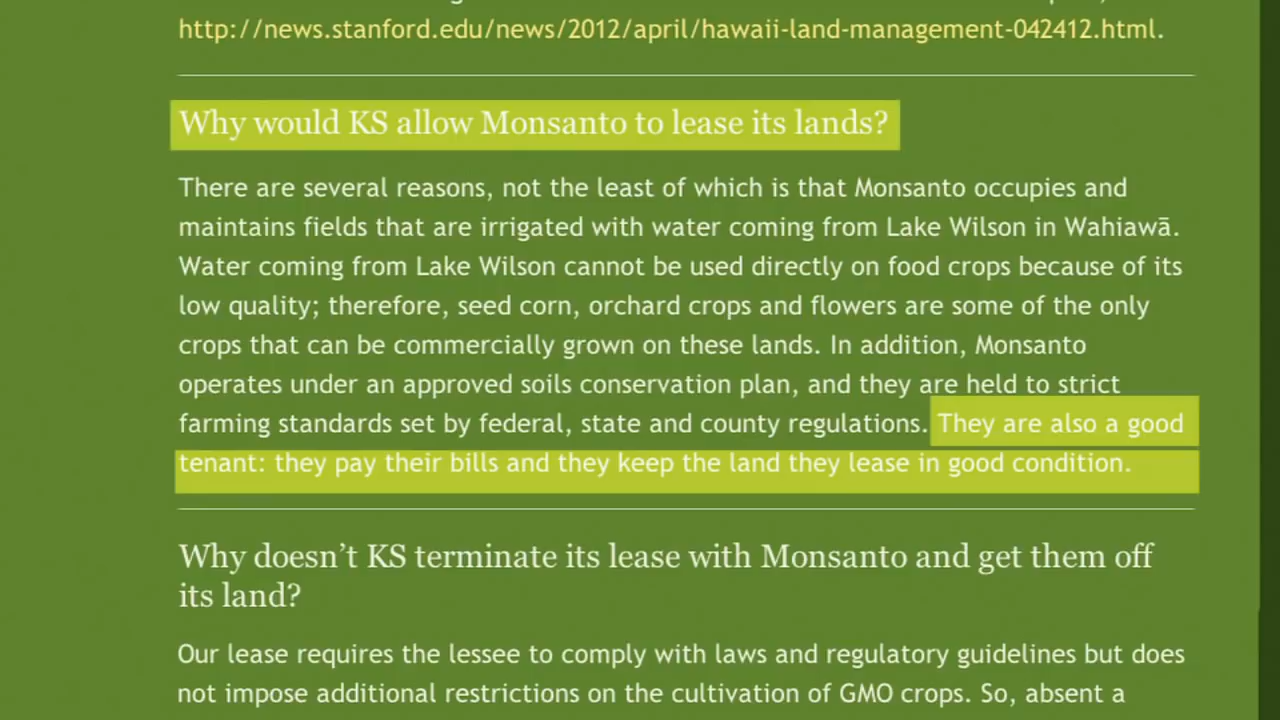 http://news.stanford.edu/news/2012/april/hawaii-land-management-042412.html.
Why would KS allow Monsanto to lease its lands?
There are several reasons, not the least of which is that Monsanto occupies and
maintains fields that are irrigated with water coming from Lake Wilson in Wahiawā.
Water coming from Lake Wilson cannot be used directly on food crops because of its
low quality; therefore, seed corn, orchard crops and flowers are some of the only
crops that can be commercially grown on these lands. In addition, Monsanto
operates under an approved soils conservation plan, and they are held to strict
farming standards set by federal, state and county regulations. They are also a good
tenant: they pay their bills and they keep the land they lease in good condition.
Why doesn’t KS terminate its lease with Monsanto and get them off
its land?
Our lease requires the lessee to comply with laws and regulatory guidelines but does
not impose additional restrictions on the cultivation of GMO crops. So, absent a